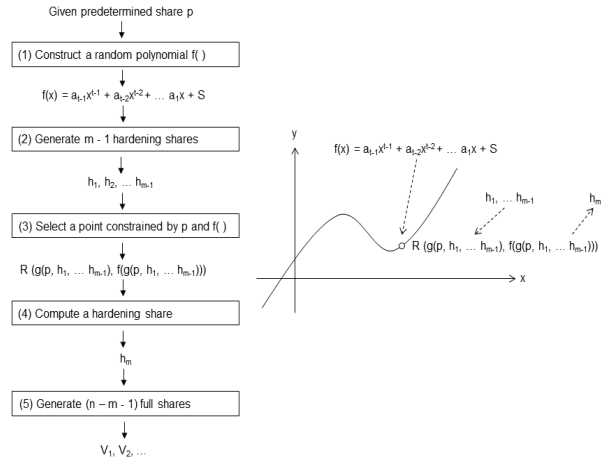 Given predetermined share p
(1) Construct a random polynomial f( )
f(x) = aₜ₋₁xᵗ⁻¹ + aₜ₋₂xᵗ⁻² + … a₁x + S
(2) Generate m - 1 hardening shares
h₁, h₂, … hₘ₋₁
(3) Select a point constrained by p and f( )
R (g(p, h₁, … hₘ₋₁), f(g(p, h₁, … hₘ₋₁)))
(4) Compute a hardening share
hₘ
(5) Generate (n – m - 1) full shares
V₁, V₂, …
y
f(x) = aₜ₋₁xᵗ⁻¹ + aₜ₋₂xᵗ⁻² + … a₁x + S
h₁, … hₘ₋₁
hₘ
R (g(p, h₁, … hₘ₋₁), f(g(p, h₁, … hₘ₋₁)))
x